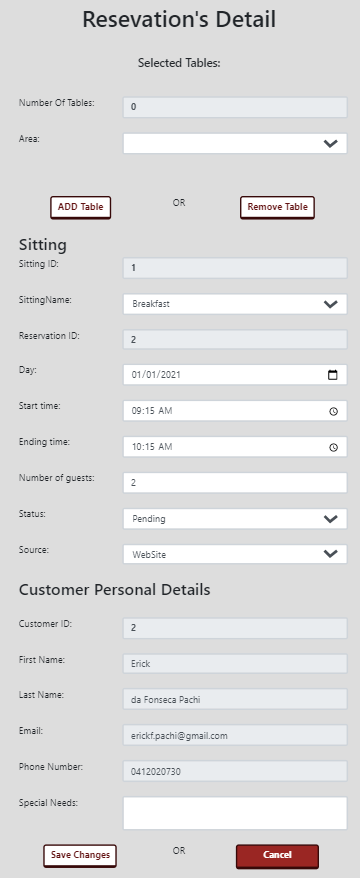 Resevation's Detail
Selected Tables:
Number Of Tables: 0
Area:
ADD Table OR Remove Table
Sitting
Sitting ID: 1
SittingName: Breakfast
Reservation ID: 2
Day: 01/01/2021
Start time: 09:15 AM
Ending time: 10:15 AM
Number of guests: 2
Status: Pending
Source: WebSite
Customer Personal Details
Customer ID: 2
First Name: Erick
Last Name: da Fonseca Pachi
Email: erickf.pachi@gmail.com
Phone Number: 0412020730
Special Needs:
Save Changes OR Cancel